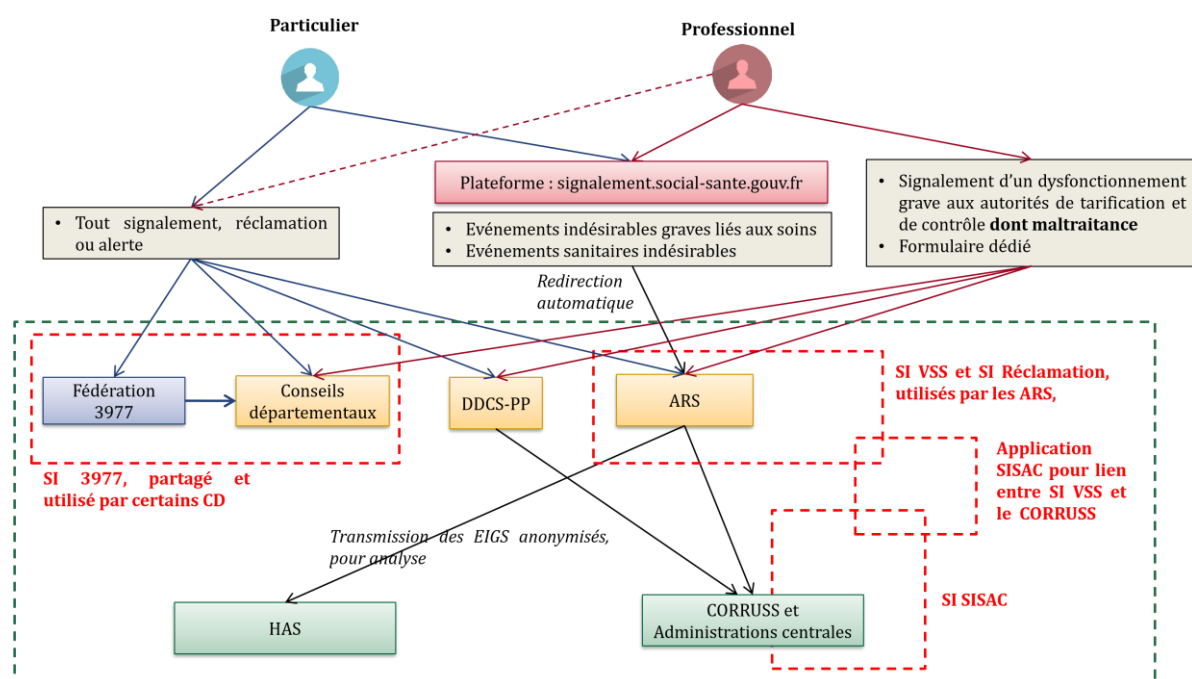 Particulier
Professionnel
Plateforme : signalement.social-sante.gouv.fr
• Signalement d'un dysfonctionnement
grave aux autorités de tarification et
de contrôle dont maltraitance
• Formulaire dédié
• Tout signalement, réclamation
ou alerte
• Evénements indésirables graves liés aux soins
• Evénements sanitaires indésirables
Redirection
automatique
Fédération
3977
Conseils
départementaux
DDCS-PP
ARS
SI VSS et SI Réclamation,
utilisés par les ARS,
SI 3977, partagé et
utilisé par certains CD
Application
SISAC pour lien
entre SI VSS et
le CORRUSS
Transmission des EIGS anonymisés,
pour analyse
HAS
CORRUSS et
Administrations centrales
SI SISAC